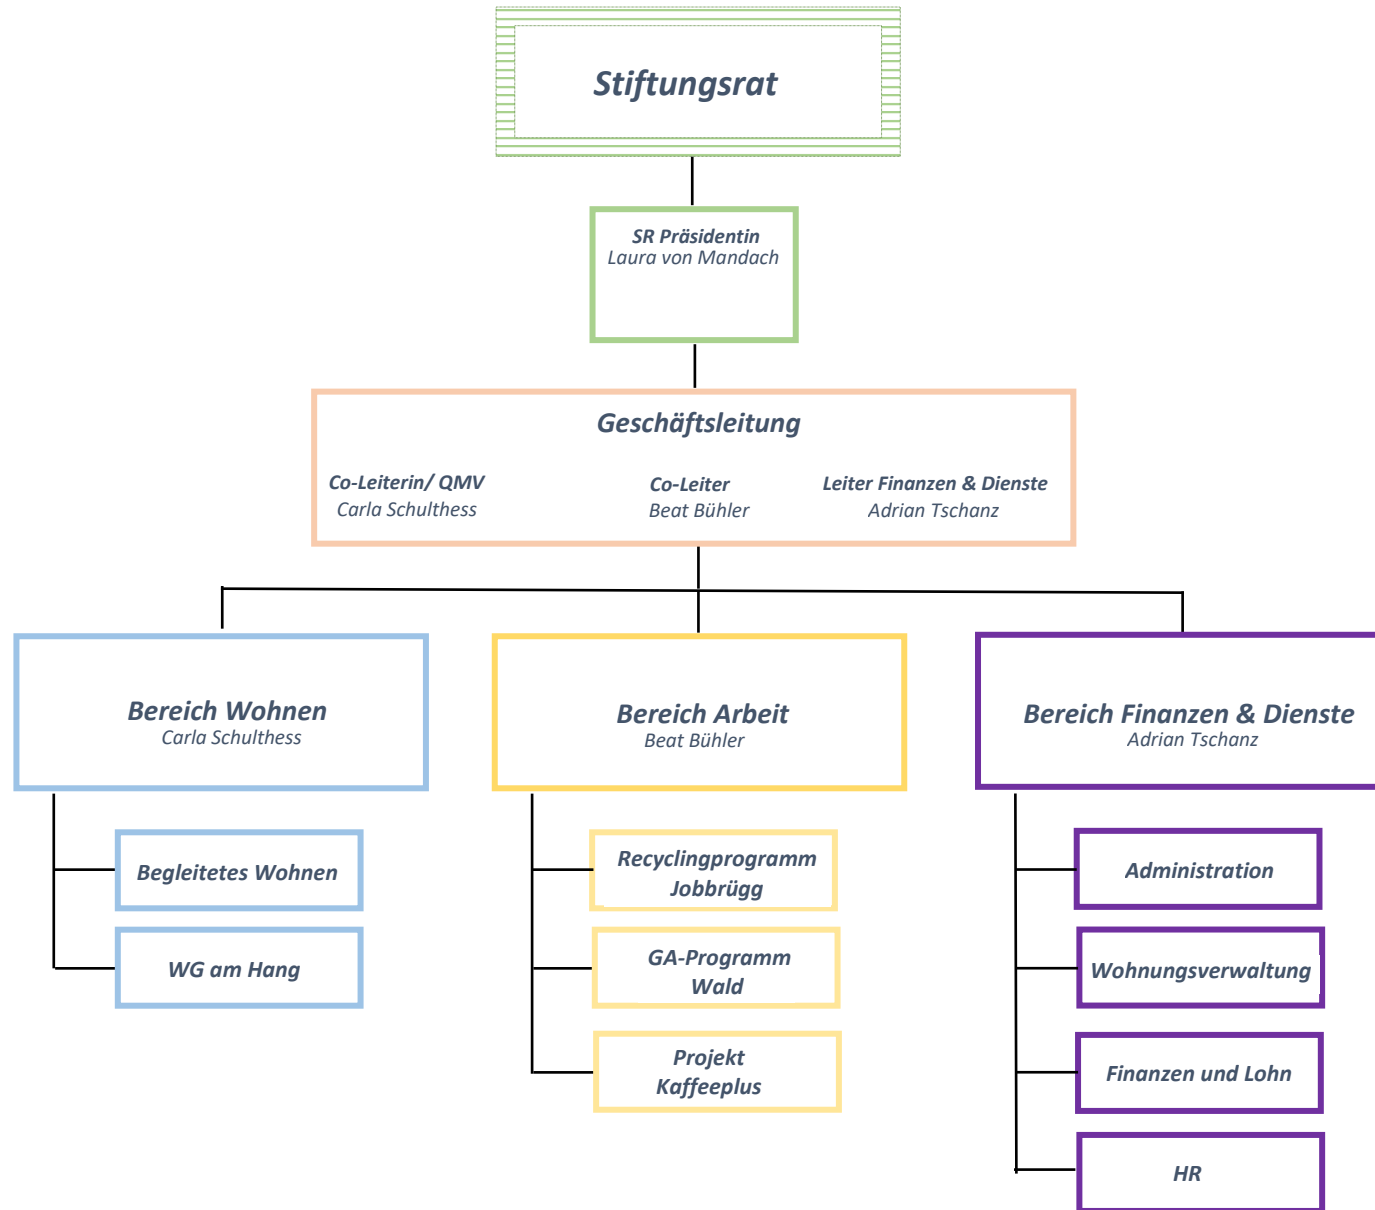 Stiftungsrat
SR Präsidentin
Laura von Mandach
Geschäftsleitung
Co-Leiterin/ QMV
Carla Schulthess
Co-Leiter
Beat Bühler
Leiter Finanzen & Dienste
Adrian Tschanz
Bereich Wohnen
Carla Schulthess
Bereich Arbeit
Beat Bühler
Bereich Finanzen & Dienste
Adrian Tschanz
Begleitetes Wohnen
WG am Hang
Recyclingprogramm
Jobbrügg
GA-Programm
Wald
Projekt
Kaffeeplus
Administration
Wohnungsverwaltung
Finanzen und Lohn
HR